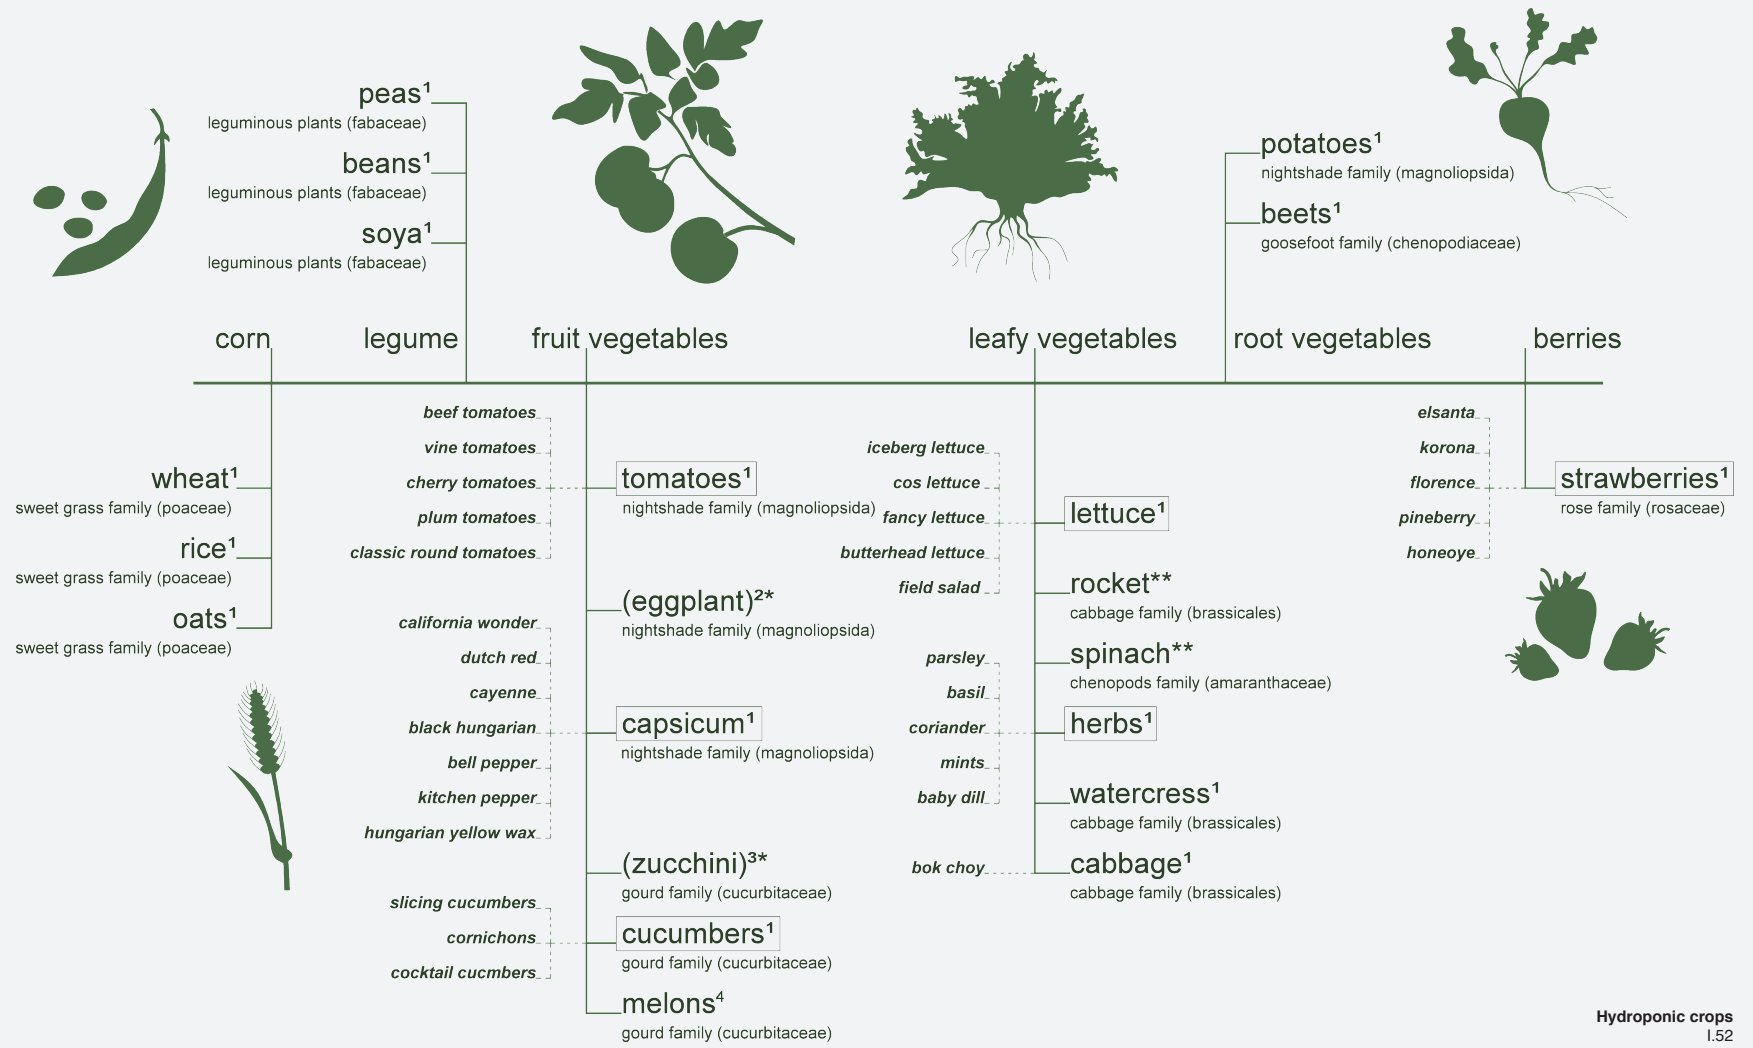 peas¹
leguminous plants (fabaceae)
beans¹
leguminous plants (fabaceae)
soya¹
leguminous plants (fabaceae)
potatoes¹
nightshade family (magnoliopsida)
beets¹
goosefoot family (chenopodiaceae)
corn
legume
fruit vegetables
leafy vegetables
root vegetables
berries
wheat¹
sweet grass family (poaceae)
rice¹
sweet grass family (poaceae)
oats¹
sweet grass family (poaceae)
beef tomatoes
vine tomatoes
cherry tomatoes
plum tomatoes
classic round tomatoes
tomatoes¹
nightshade family (magnoliopsida)
(eggplant)²*
nightshade family (magnoliopsida)
california wonder
dutch red
cayenne
black hungarian
bell pepper
kitchen pepper
hungarian yellow wax
capsicum¹
nightshade family (magnoliopsida)
(zucchini)³*
gourd family (cucurbitaceae)
slicing cucumbers
cornichons
cocktail cucmbers
cucumbers¹
gourd family (cucurbitaceae)
melons⁴
gourd family (cucurbitaceae)
iceberg lettuce
cos lettuce
fancy lettuce
butterhead lettuce
field salad
lettuce¹
rocket**
cabbage family (brassicales)
spinach**
chenopods family (amaranthaceae)
parsley
basil
coriander
mints
baby dill
herbs¹
watercress¹
cabbage family (brassicales)
bok choy
cabbage¹
cabbage family (brassicales)
elsanta
korona
florence
pineberry
honeoye
strawberries¹
rose family (rosaceae)
Hydroponic crops
I.52